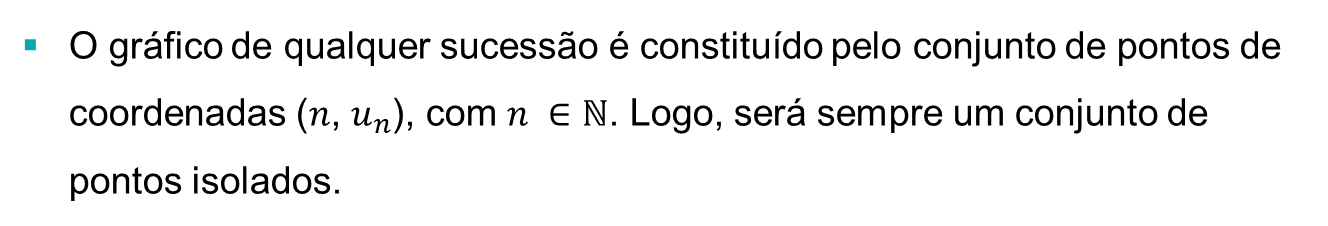 ▪ O gráfico de qualquer sucessão é constituído pelo conjunto de pontos de
coordenadas (𝑛, 𝑢ₙ), com 𝑛 ∈ ℕ. Logo, será sempre um conjunto de
pontos isolados.